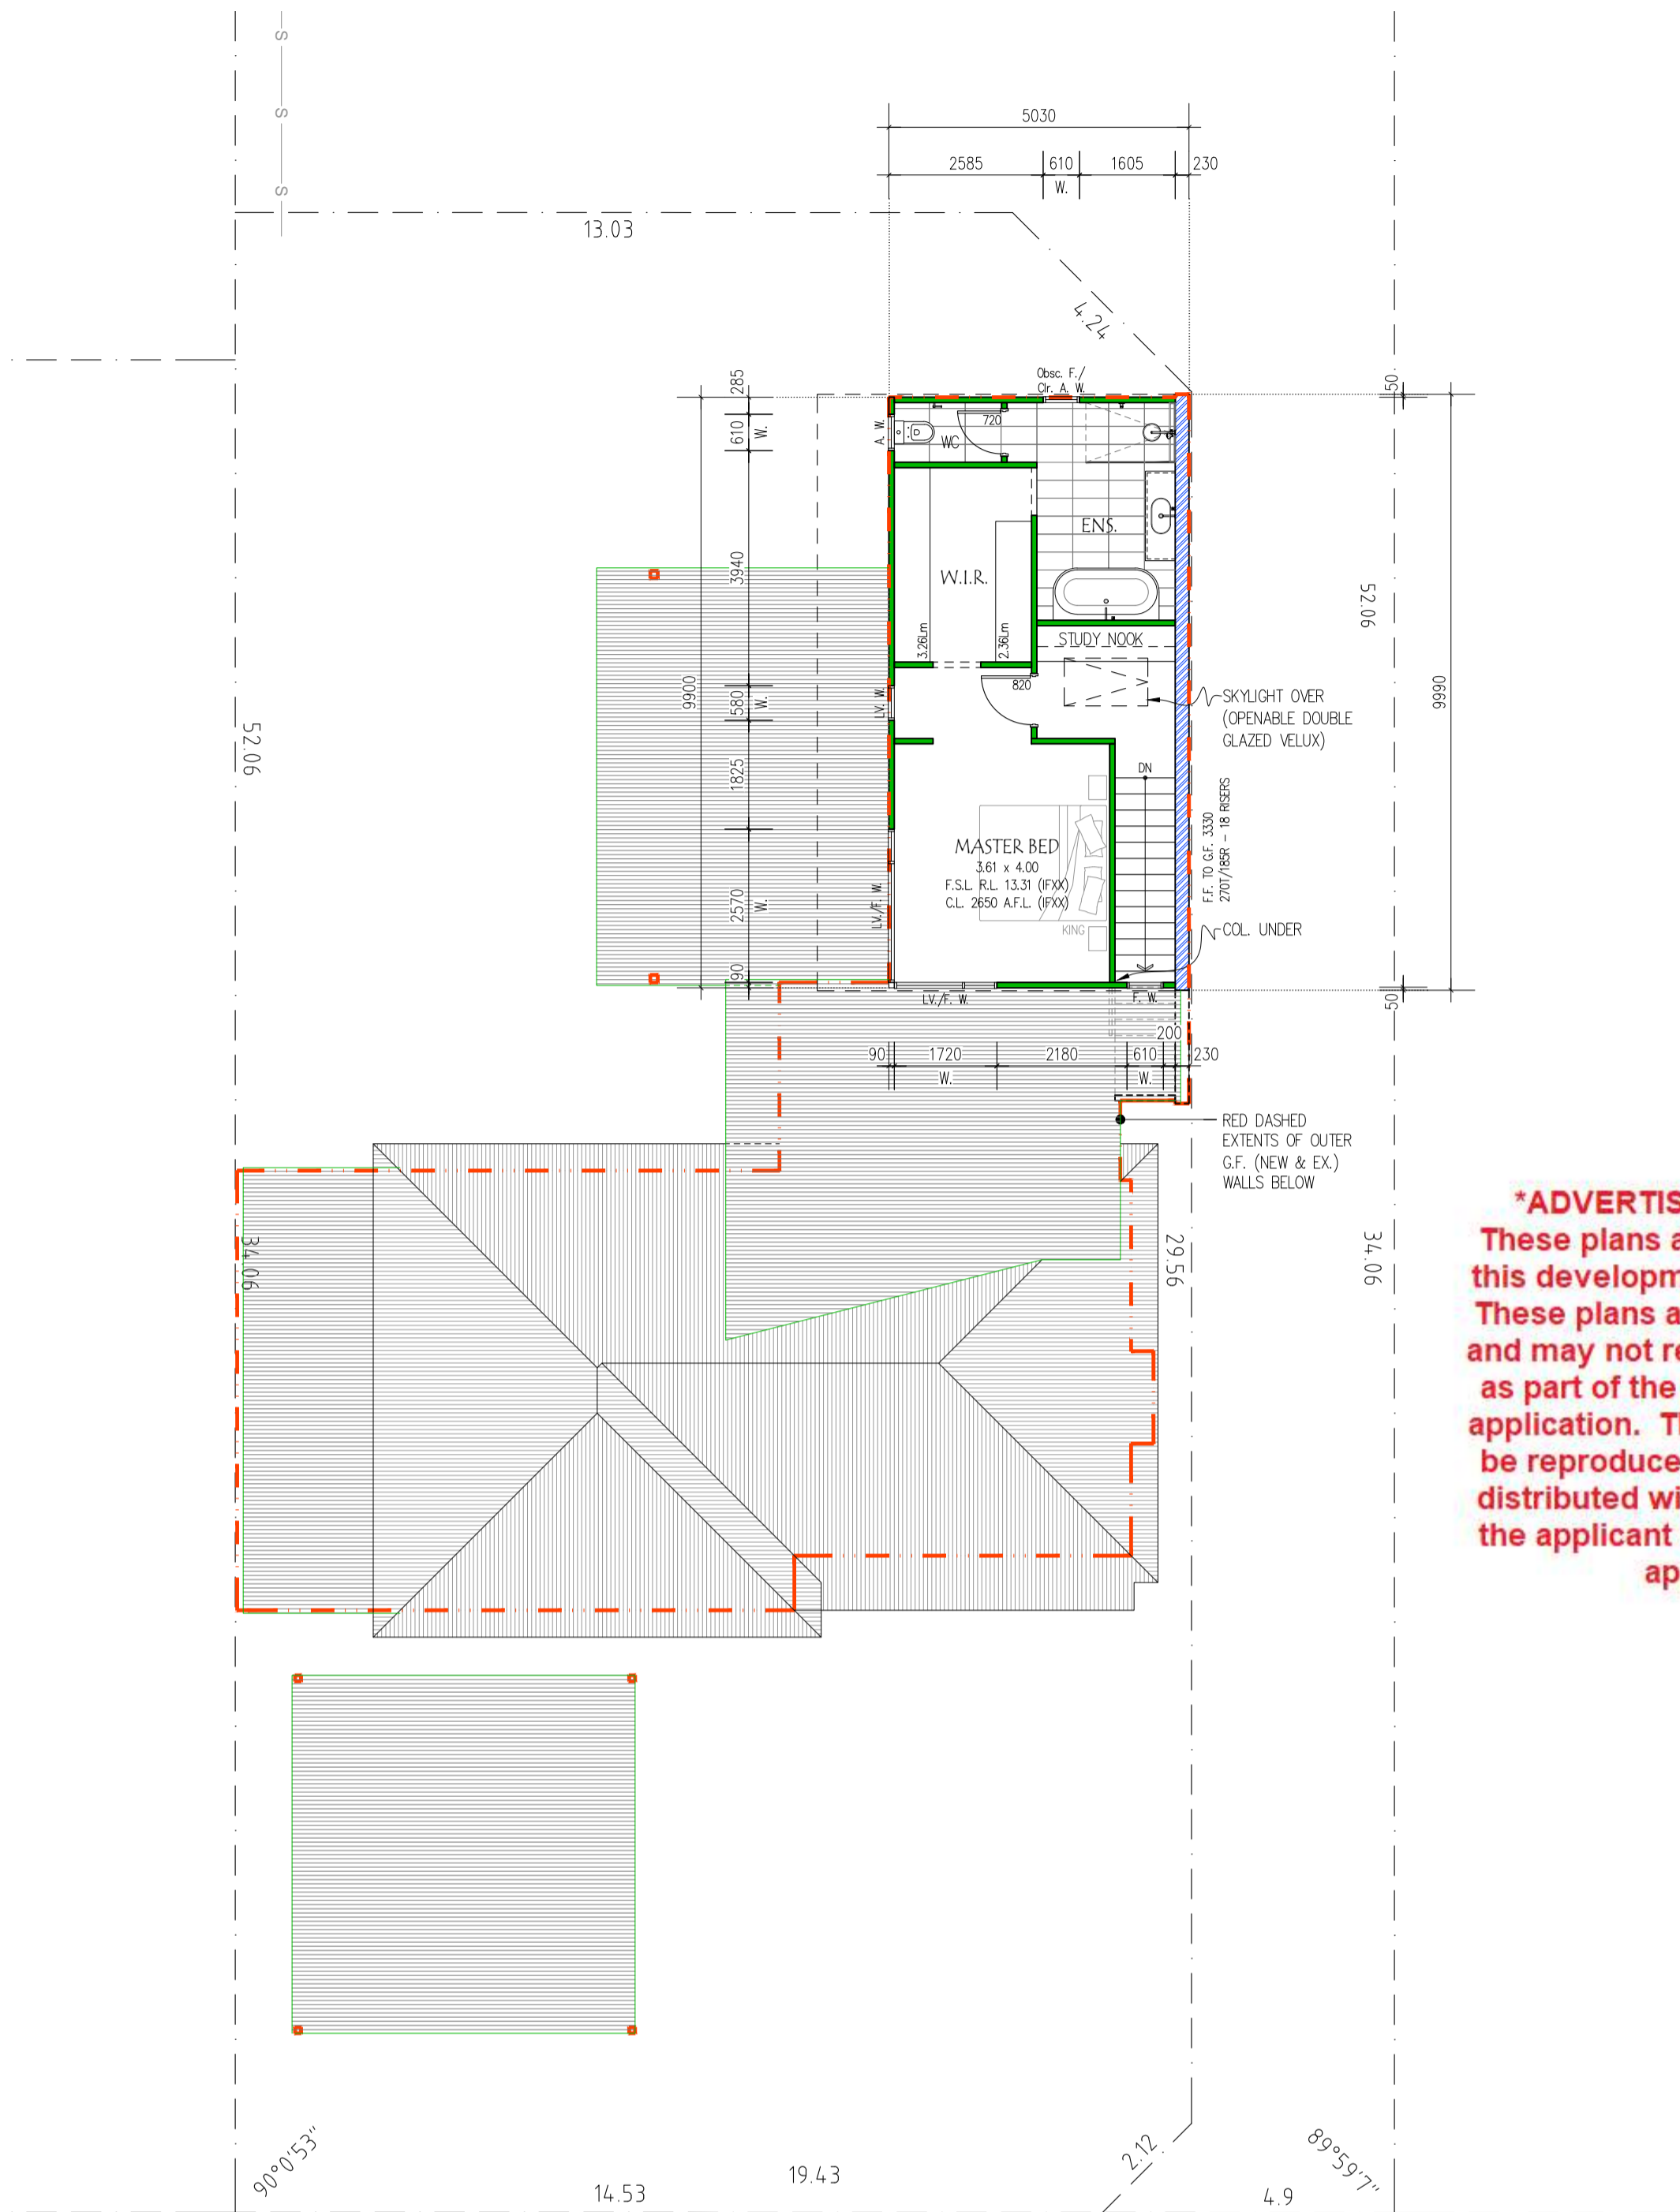 S
S
S
5030
2585
610
1605
230
W.
13.03
4.24
285
610
W.
A. W.
Obsc. F./
Clr. A. W.
720
WC
50
ENS.
W.I.R.
3940
3.26Lm
2.36Lm
STUDY NOOK
52.06
9900
580
W.
LV. W.
820
SKYLIGHT OVER
(OPENABLE DOUBLE
GLAZED VELUX)
9990
52.06
1825
DN
MASTER BED
3.61 x 4.00
F.S.L. R.L. 13.31 (IFXX)
C.L. 2650 A.F.L. (IFXX)
KING
F.F. TO G.F. 3330
270T/185R - 18 RISERS
2570
W.
LV./F. W.
COL. UNDER
90
LV./F. W.
F. W.
50
200
90
1720
2180
610
230
W.
W.
RED DASHED
EXTENTS OF OUTER
G.F. (NEW & EX.)
WALLS BELOW
34.06
29.56
34.06
*ADVERTIS
These plans a
this developm
These plans a
and may not re
as part of the
application. Th
be reproduce
distributed wi
the applicant
ap
90°0'53"
14.53
19.43
2.12
4.9
89°59'7"